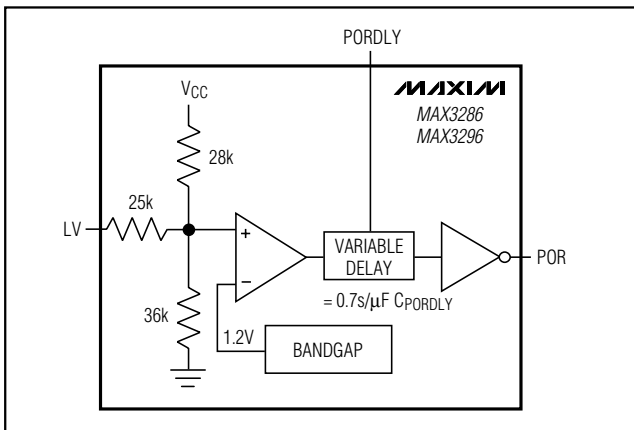 PORDLY
MAXIM
MAX3286
MAX3296
VCC
28k
25k
LV
+
−
VARIABLE
DELAY
POR
= 0.7s/µF CPORDLY
36k
1.2V
BANDGAP